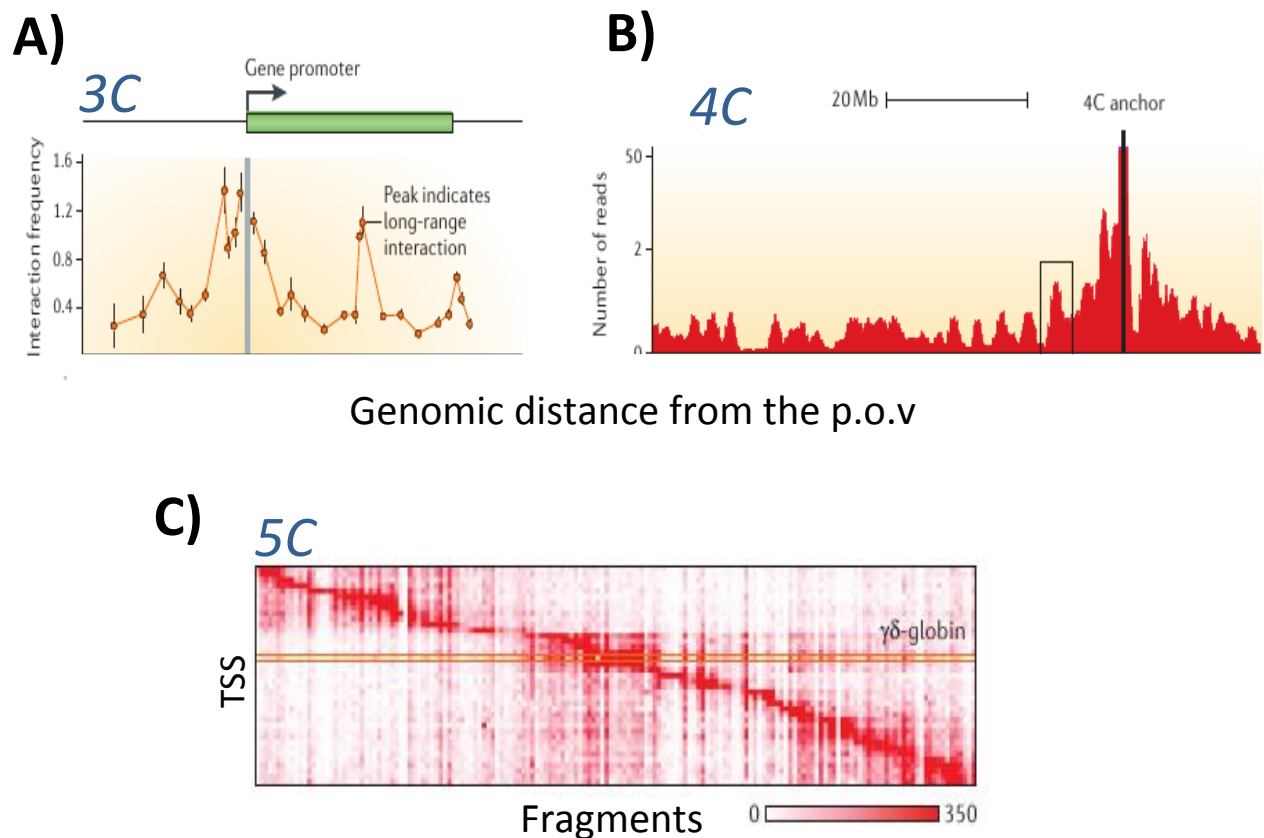 A)
3C
Gene promoter
Interaction frequency
1.6
1.2
0.8
0.4
Peak indicates
long-range
interaction
B)
4C
20 Mb
4C anchor
Number of reads
50
2
0
Genomic distance from the p.o.v
C)
5C
γδ-globin
TSS
Fragments
0
350